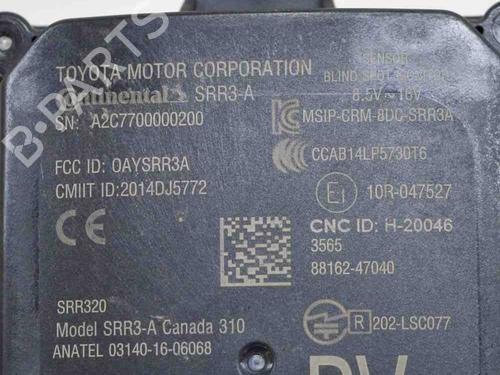 TOYOTA MOTOR CORPORATION
Continental SRR3-A
SN: A2C7700000200
FCC ID: OAYSRR3A
CMIIT ID:2014DJ5772
CE
SRR320
Model SRR3-A Canada 310
ANATEL 03140-16-06068
SENSOR
BLIND SPOT MONITOR
8.5V~16V
MSIP-CRM-8DC-SRR3A
CCAB14LP5730T6
E1 10R-047527
CNC ID: H-20046
3565
88162-47040
R 202-LSC077
B-PARTS